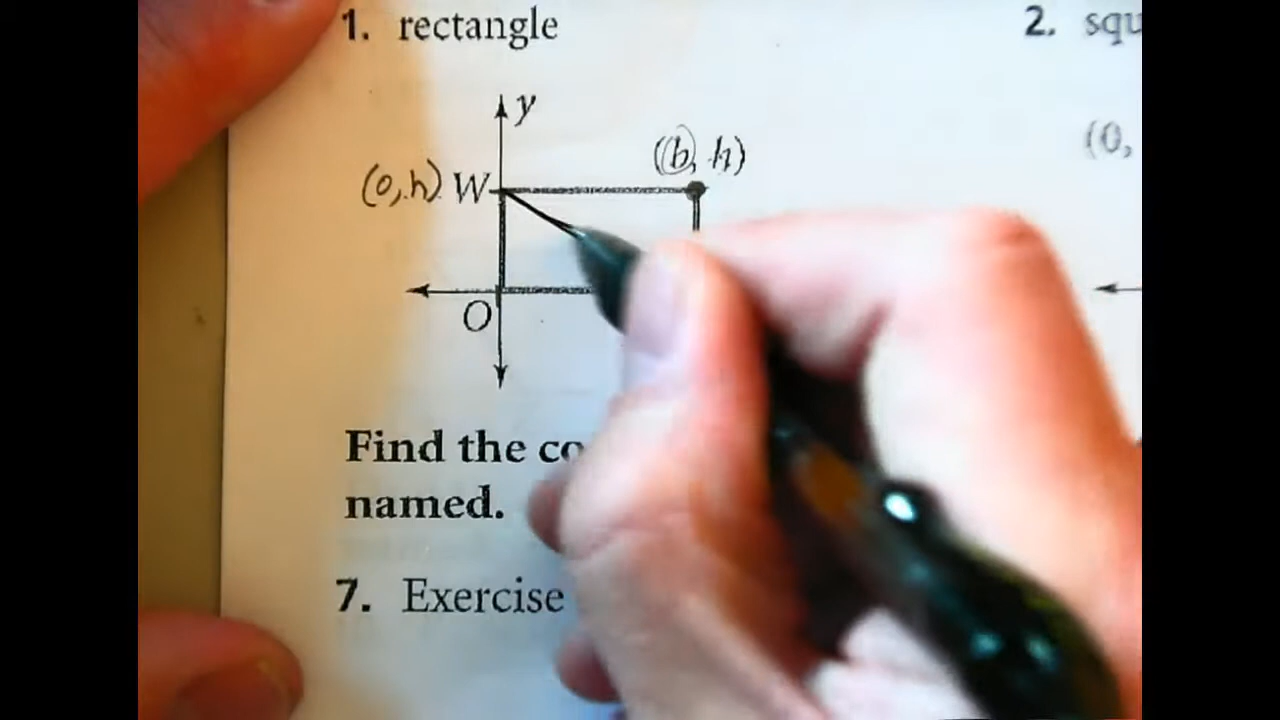 1. rectangle
2. squ
y
(0,h) W (b, h)
(0,
O
Find the co
named.
7. Exercise